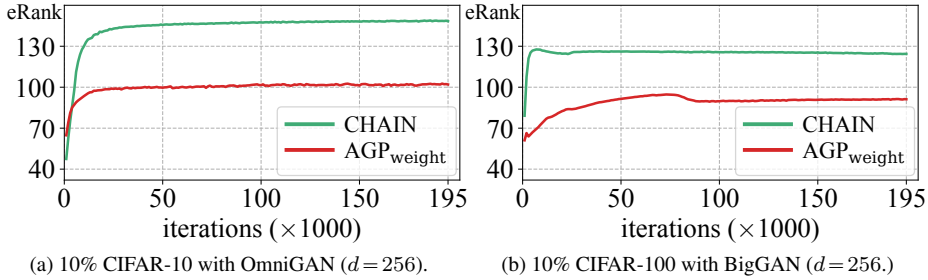 eRank
130
100
70
40
CHAIN
AGP_weight
0 50 100 150 195
iterations (×1000)
(a) 10% CIFAR-10 with OmniGAN (d=256).
eRank
130
100
70
40
CHAIN
AGP_weight
0 50 100 150 195
iterations (×1000)
(b) 10% CIFAR-100 with BigGAN (d=256.)